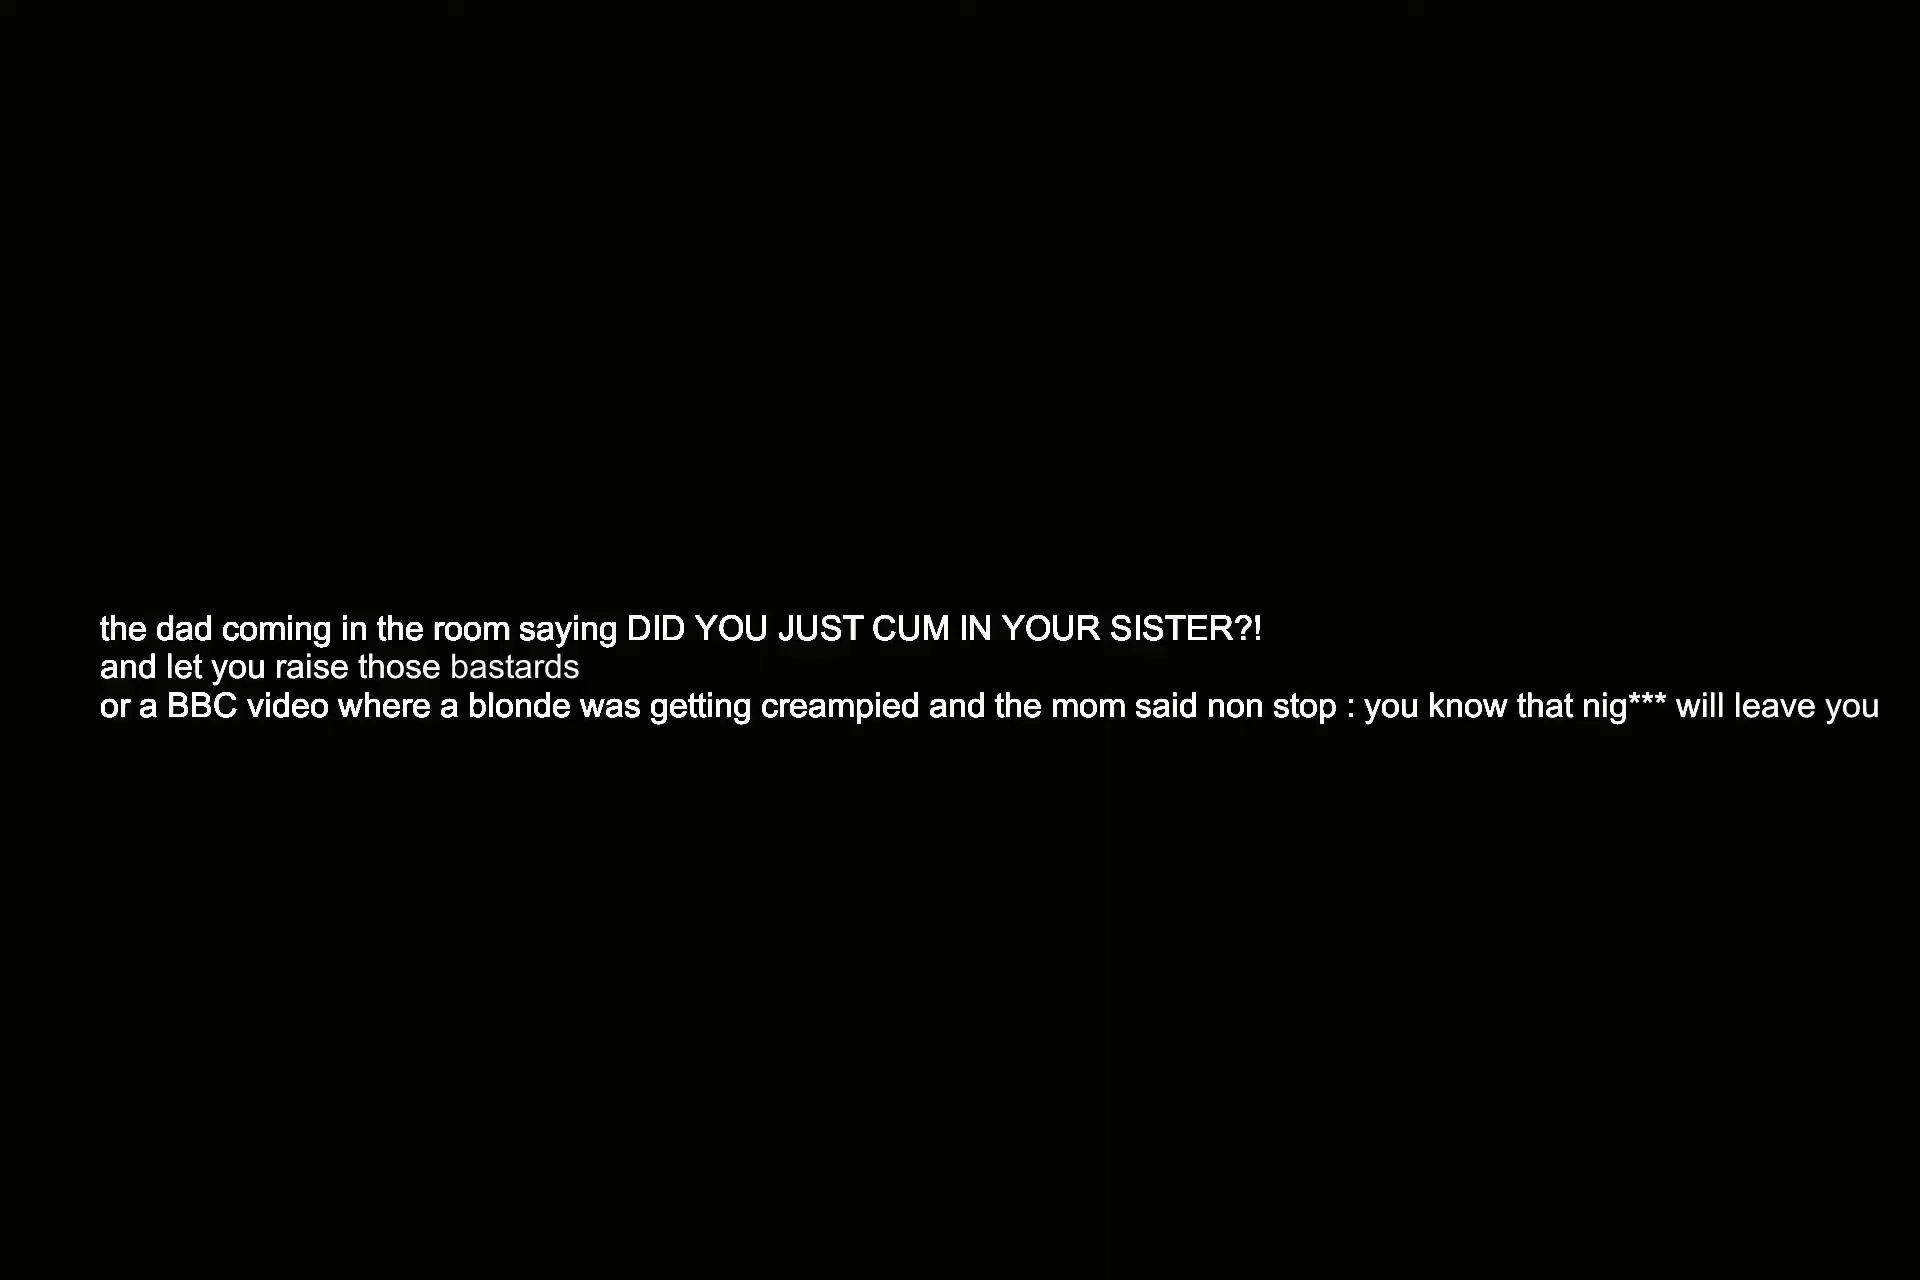 the dad coming in the room saying DID YOU JUST CUM IN YOUR SISTER?!
and let you raise those bastards
or a BBC video where a blonde was getting creampied and the mom said non stop : you know that nig*** will leave you